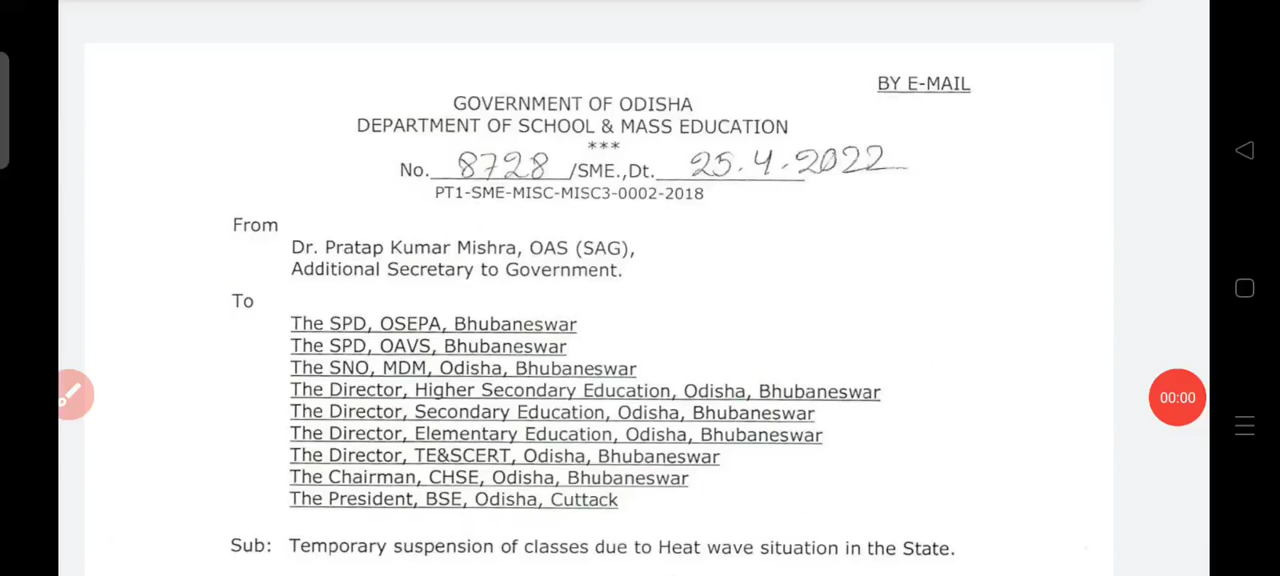 BY E-MAIL
GOVERNMENT OF ODISHA
DEPARTMENT OF SCHOOL & MASS EDUCATION
***
No. 8728 /SME.,Dt. 25.4.2022
PT1-SME-MISC-MISC3-0002-2018
From
Dr. Pratap Kumar Mishra, OAS (SAG),
Additional Secretary to Government.
To
The SPD, OSEPA, Bhubaneswar
The SPD, OAVS, Bhubaneswar
The SNO, MDM, Odisha, Bhubaneswar
The Director, Higher Secondary Education, Odisha, Bhubaneswar
The Director, Secondary Education, Odisha, Bhubaneswar
The Director, Elementary Education, Odisha, Bhubaneswar
The Director, TE&SCERT, Odisha, Bhubaneswar
The Chairman, CHSE, Odisha, Bhubaneswar
The President, BSE, Odisha, Cuttack
Sub: Temporary suspension of classes due to Heat wave situation in the State.
00:00